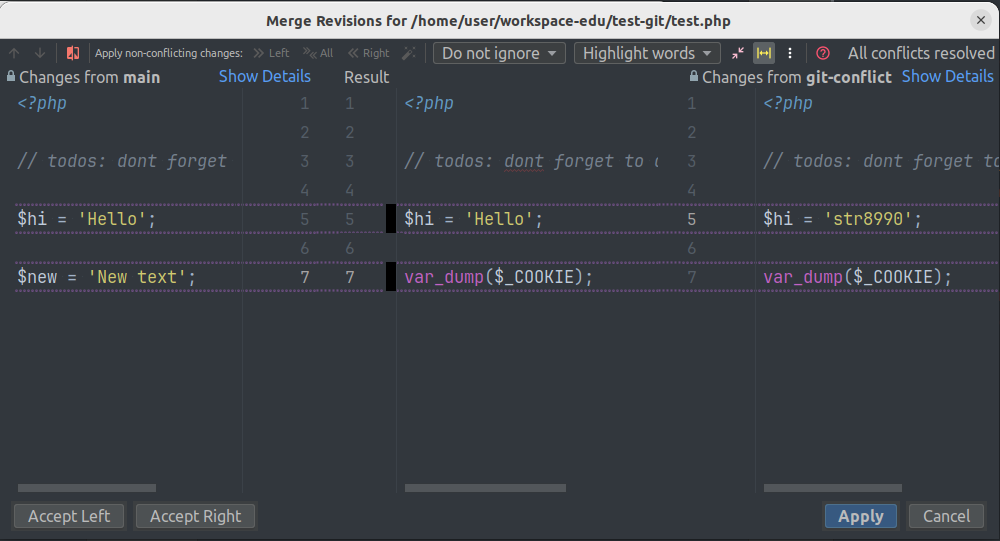 Merge Revisions for /home/user/workspace-edu/test-git/test.php
Apply non-conflicting changes: Left All Right Do not ignore Highlight words All conflicts resolved
Changes from main Show Details Result Changes from git-conflict Show Details
<?php 1 1 <?php 1 <?php
2 2 2
// todos: dont forget 3 3 // todos: dont forget to 3 // todos: dont forget to
4 4 4
$hi = 'Hello'; 5 5 $hi = 'Hello'; 5 $hi = 'str8990';
6 6 6
$new = 'New text'; 7 7 var_dump($_COOKIE); 7 var_dump($_COOKIE);
Accept Left Accept Right Apply Cancel